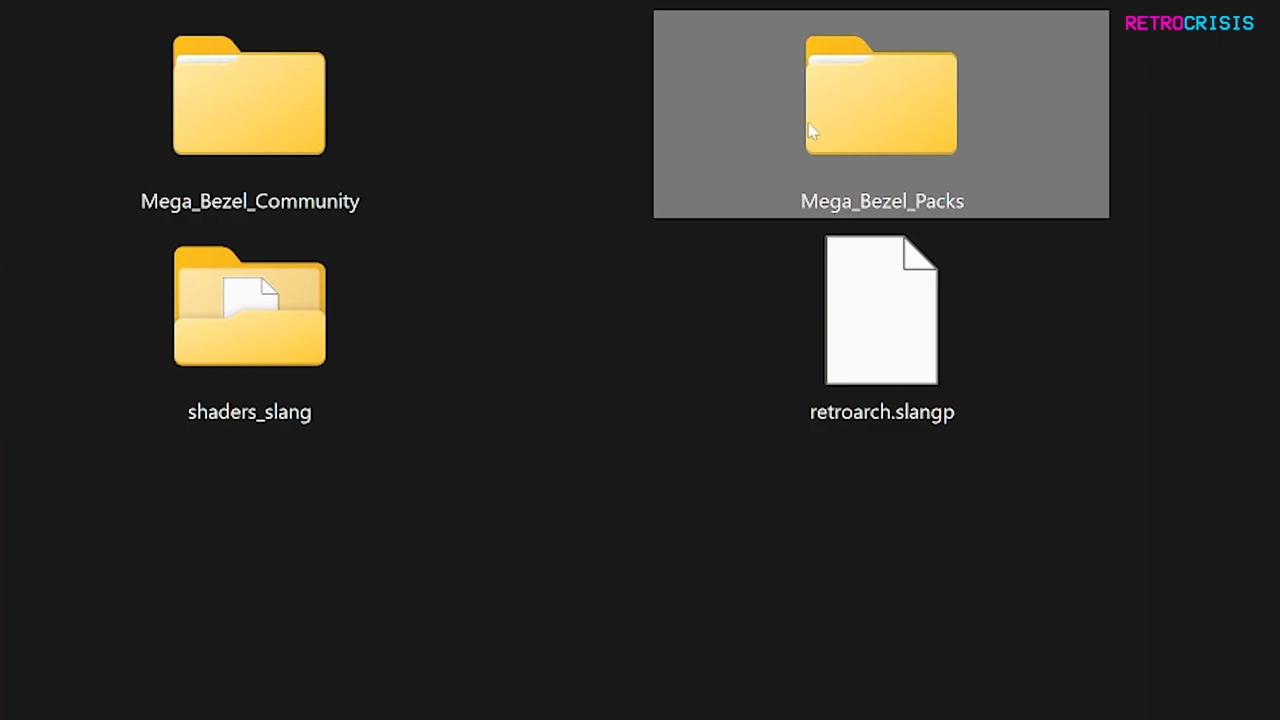 RETROCRISIS
Mega_Bezel_Community
Mega_Bezel_Packs
shaders_slang
retroarch.slangp